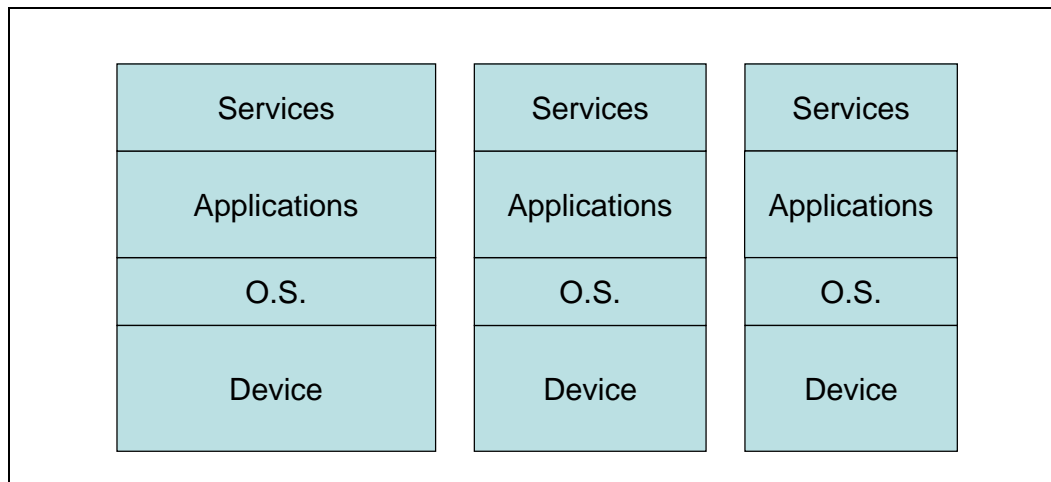 Services Services Services
Applications Applications Applications
O.S. O.S. O.S.
Device Device Device